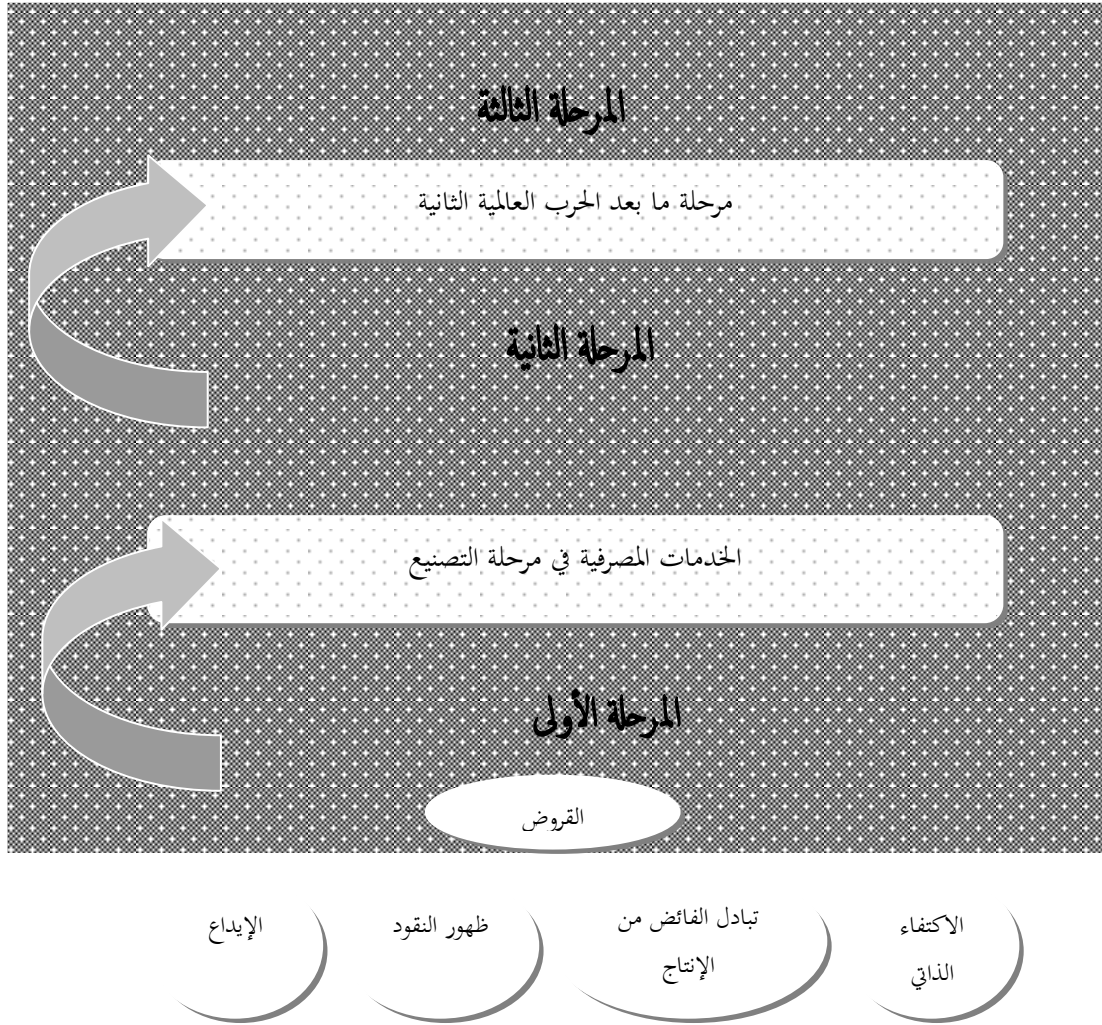 المرحلة الثالثة
مرحلة ما بعد الحرب العالمية الثانية
المرحلة الثانية
الخدمات المصرفية في مرحلة التصنيع
المرحلة الأولى
القروض
الاكتفاء
الذاتي
تبادل الفائض من
الإنتاج
ظهور النقود
الإيداع